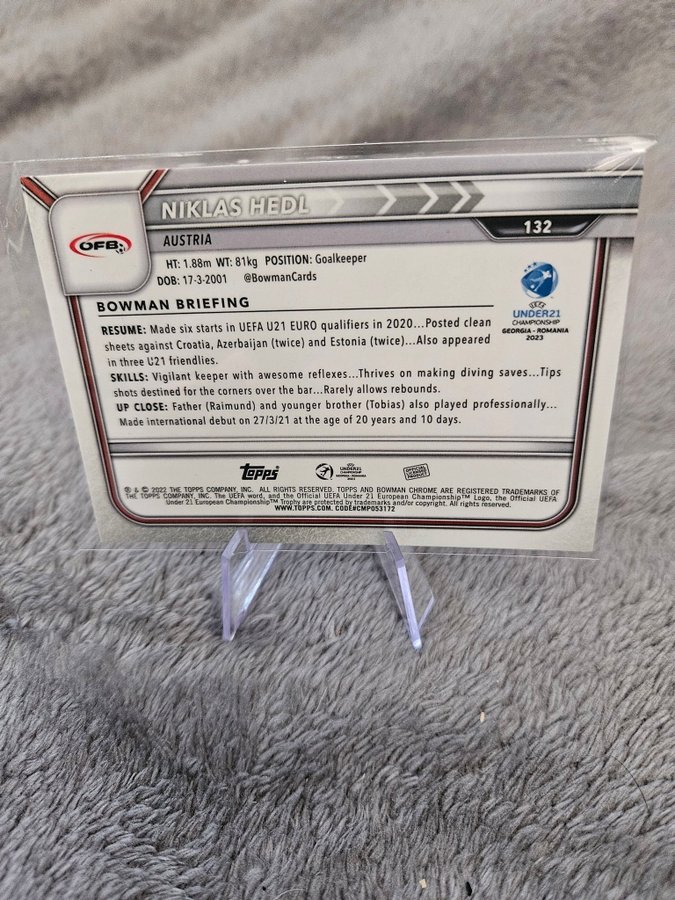 NIKLAS HEDL
132
ÖFB
AUSTRIA
HT: 1.88m WT: 81kg POSITION: Goalkeeper
DOB: 17-3-2001 @BowmanCards
BOWMAN BRIEFING
UEFA
UNDER21
CHAMPIONSHIP
GEORGIA - ROMANIA
2023
RESUME: Made six starts in UEFA U21 EURO qualifiers in 2020...Posted clean
sheets against Croatia, Azerbaijan (twice) and Estonia (twice)...Also appeared
in three U21 friendlies.
SKILLS: Vigilant keeper with awesome reflexes...Thrives on making diving saves...Tips
shots destined for the corners over the bar...Rarely allows rebounds.
UP CLOSE: Father (Raimund) and younger brother (Tobias) also played professionally...
Made international debut on 27/3/21 at the age of 20 years and 10 days.
topps
UNDER21
CHAMPIONSHIP
® & © 2022 THE TOPPS COMPANY, INC. ALL RIGHTS RESERVED. TOPPS AND BOWMAN CHROME ARE REGISTERED TRADEMARKS OF
THE TOPPS COMPANY, INC. The UEFA word, and the Official UEFA Under 21 European Championship™ Logo, the Official UEFA
Under 21 European Championship™ Trophy are protected by trademarks and/or copyright. All rights reserved.
WWW.TOPPS.COM. CODE#CMP053172